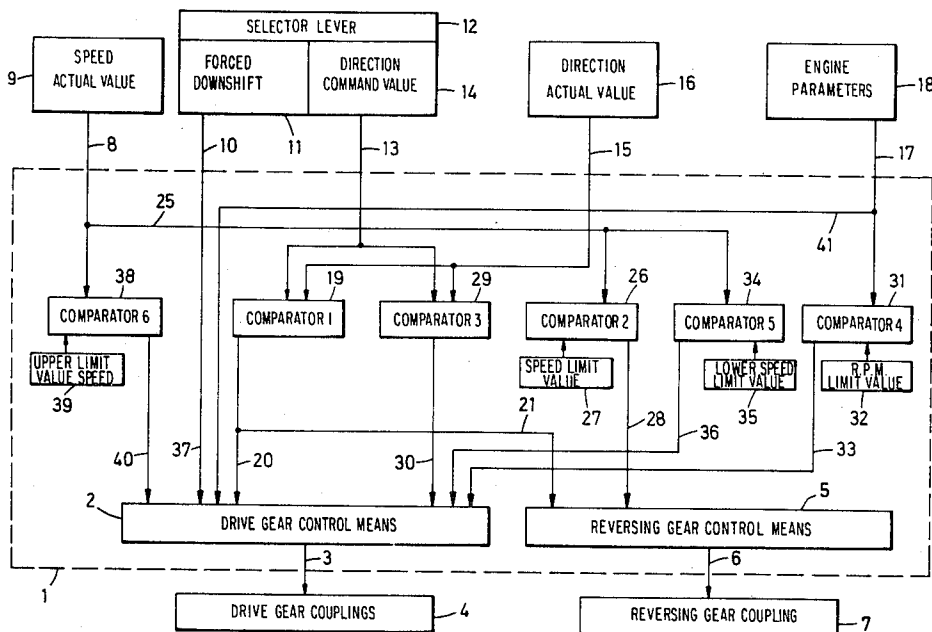 SELECTOR LEVER
12
9
SPEED
ACTUAL VALUE
FORCED
DOWNSHIFT
DIRECTION
COMMAND VALUE
14
DIRECTION
ACTUAL VALUE
16
ENGINE
PARAMETERS
18
8
10
11
13
15
17
25
41
38
19
29
26
34
31
COMPARATOR 6
COMPARATOR 1
COMPARATOR 3
COMPARATOR 2
COMPARATOR 5
COMPARATOR 4
UPPER LIMIT
VALUE SPEED
39
SPEED LIMIT
VALUE
27
LOWER SPEED
LIMIT VALUE
35
R.P.M.
LIMIT VALUE
32
21
28
36
33
40
37
20
30
2
DRIVE GEAR CONTROL MEANS
5
REVERSING GEAR CONTROL MEANS
3
6
1
DRIVE GEAR COUPLINGS
4
REVERSING GEAR COUPLING
7